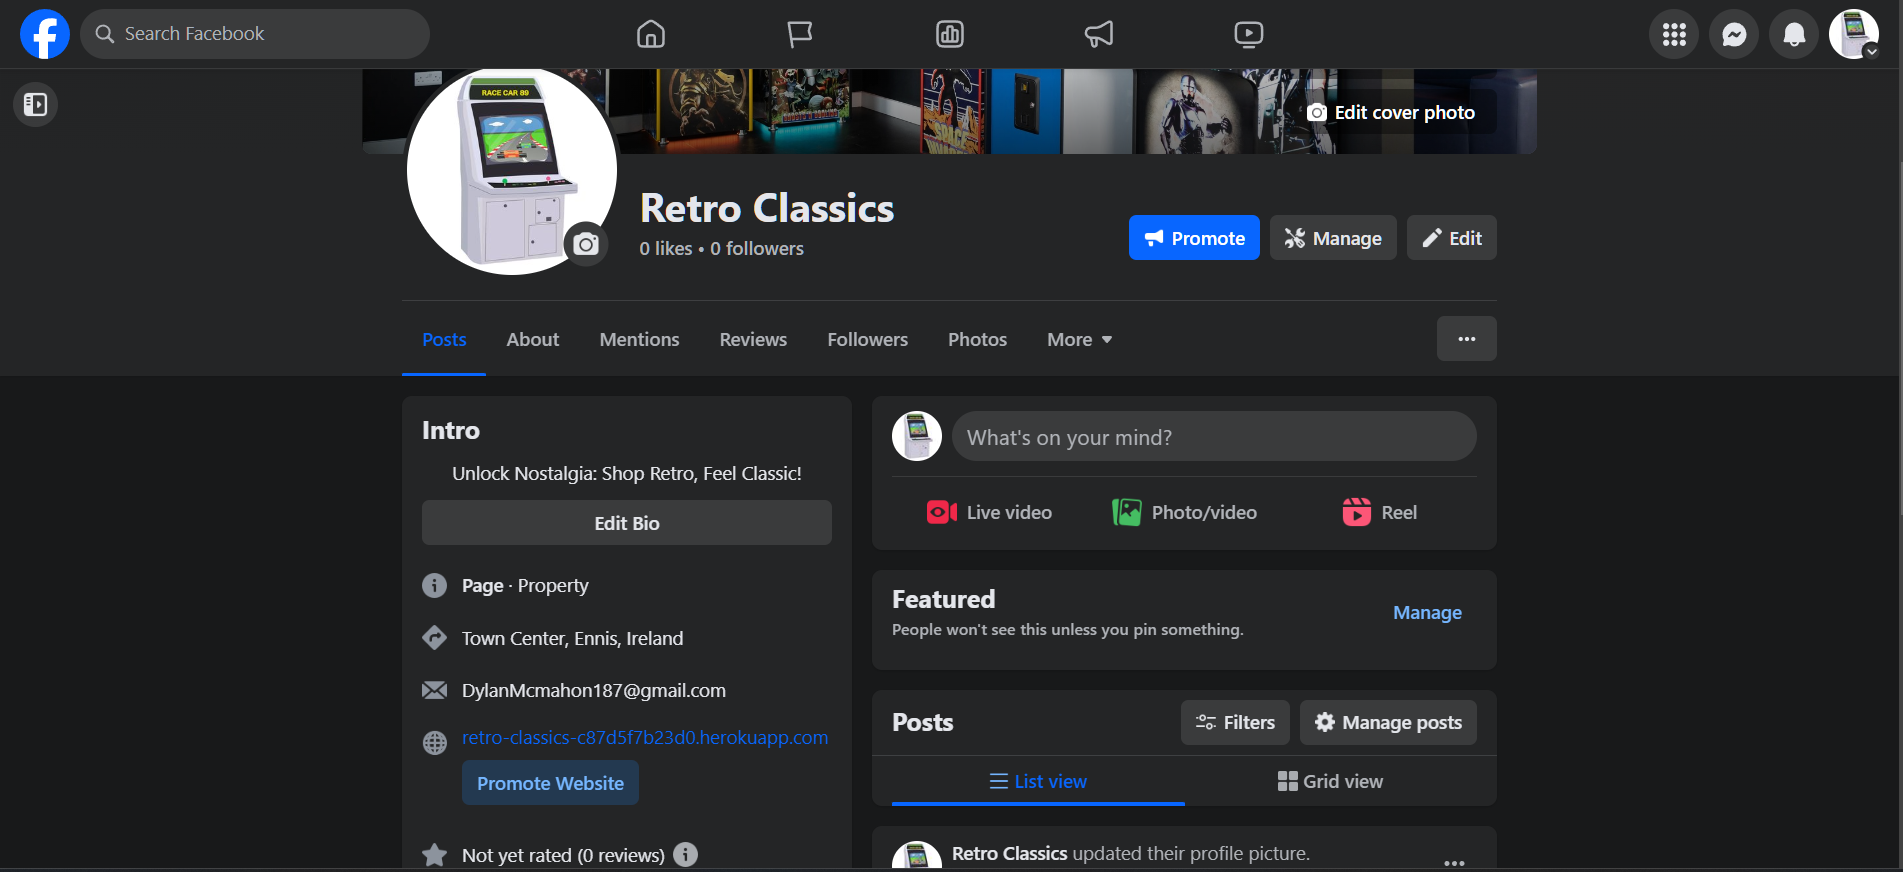 Search Facebook
RACE CAR 89
SPACE
Edit cover photo
Retro Classics
0 likes • 0 followers
Promote
Manage
Edit
Posts
About
Mentions
Reviews
Followers
Photos
More
Intro
Unlock Nostalgia: Shop Retro, Feel Classic!
Edit Bio
Page · Property
Town Center, Ennis, Ireland
DylanMcmahon187@gmail.com
retro-classics-c87d5f7b23d0.herokuapp.com
Promote Website
Not yet rated (0 reviews)
What's on your mind?
Live video
Photo/video
Reel
Featured
People won't see this unless you pin something.
Manage
Posts
Filters
Manage posts
List view
Grid view
Retro Classics updated their profile picture.